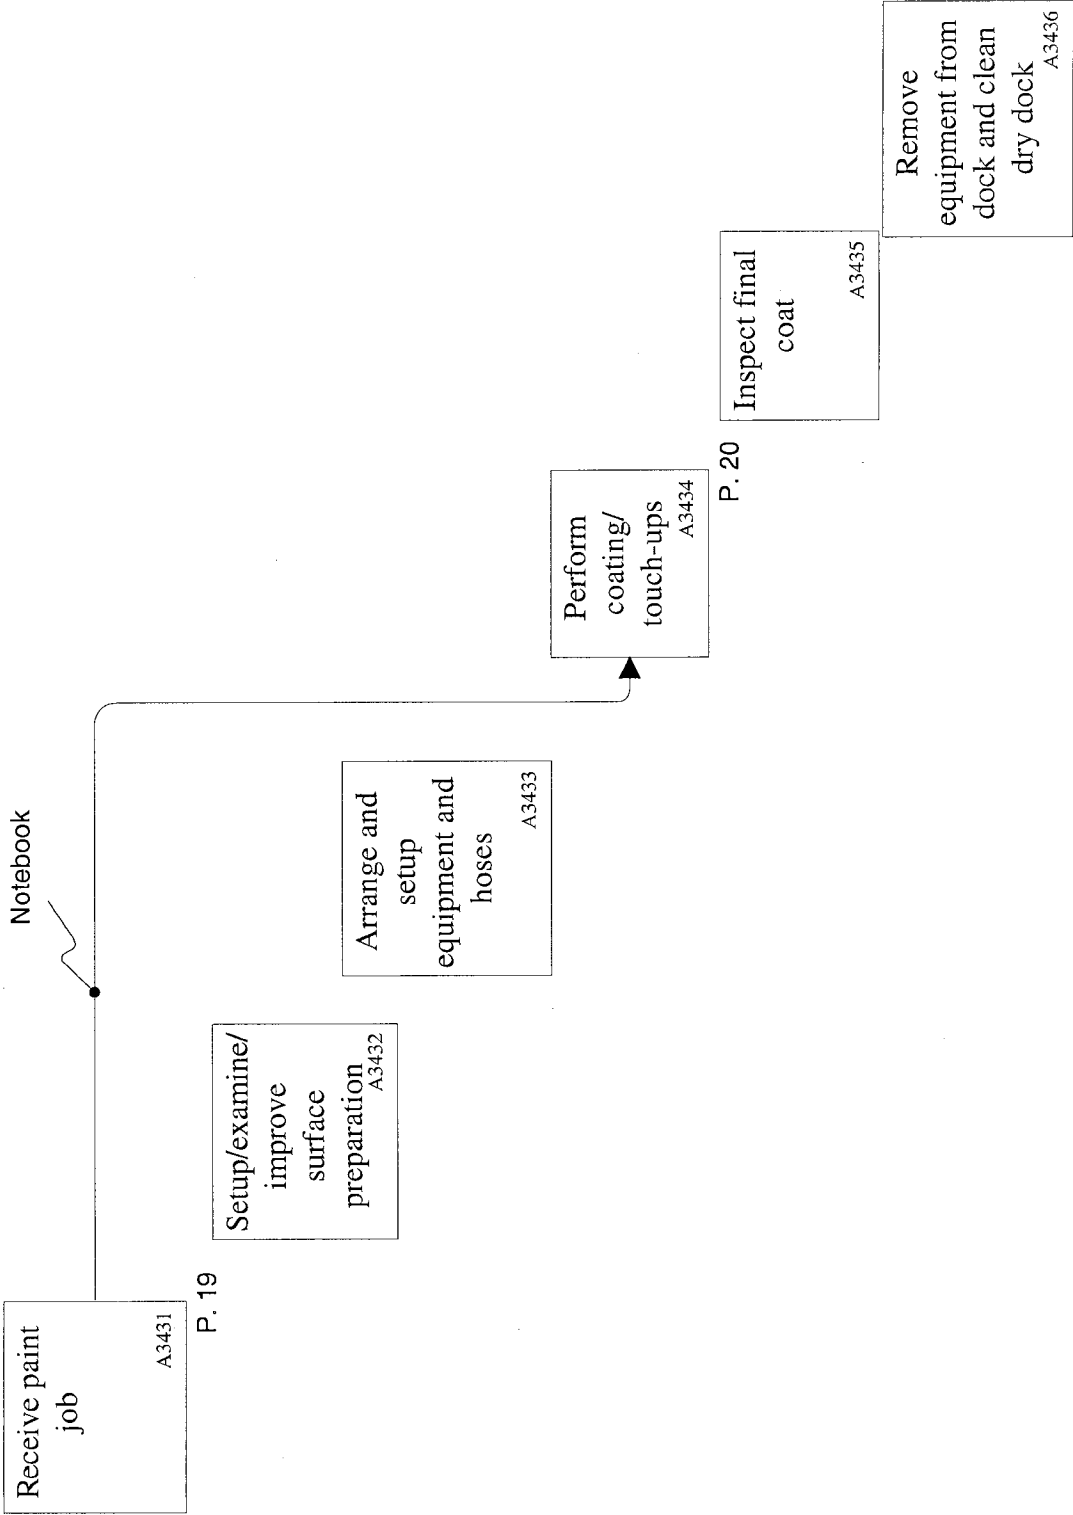 Notebook
Receive paint
job
A3431
P. 19
Setup/examine/
improve
surface
preparation
A3432
Arrange and
setup
equipment and
hoses
A3433
Perform
coating/
touch-ups
A3434
P. 20
Inspect final
coat
A3435
Remove
equipment from
dock and clean
dry dock
A3436